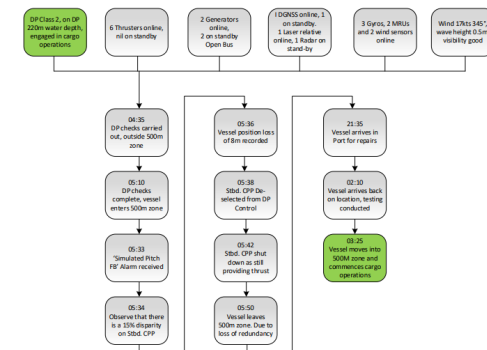 DP Class 2, on DP
220m water depth,
engaged in cargo
operations
6 Thrusters online,
nil on standby
2 Generators
online,
2 on standby
Open Bus
I DGNSS online, 1
on standby.
1 Laser relative
online, 1 Radar on
stand-by
3 Gyros, 2 MRUs
and 2 wind sensors
online
Wind 17kts 345°,
wave height 0.5m
visibility good
04:35
DP checks carried
out, outside 500m
zone
05:10
DP checks
complete, vessel
enters 500m zone
05:33
'Simulated Pitch
FB' Alarm received
05:34
Observe that there
is a 15% disparity
on Stbd. CPP
05:36
Vessel position loss
of 8m recorded
05:38
Stbd. CPP De-
selected from DP
Control
05:42
Stbd. CPP shut
down as still
providing thrust
05:50
Vessel leaves
500m zone. Due to
loss of redundancy
21:35
Vessel arrives in
Port for repairs
02:10
Vessel arrives back
on location, testing
conducted
03:25
Vessel moves into
500M zone and
commences cargo
operations